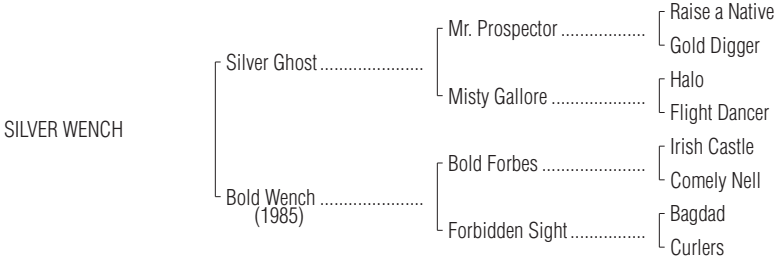 Raise a Native
Mr. Prospector ......................
Gold Digger
Silver Ghost ......................
Halo
Misty Gallore ....................
Flight Dancer
SILVER WENCH
Irish Castle
Bold Forbes ......................
Comely Nell
Bold Wench ......................
(1985)
Bagdad
Forbidden Sight ................
Curlers